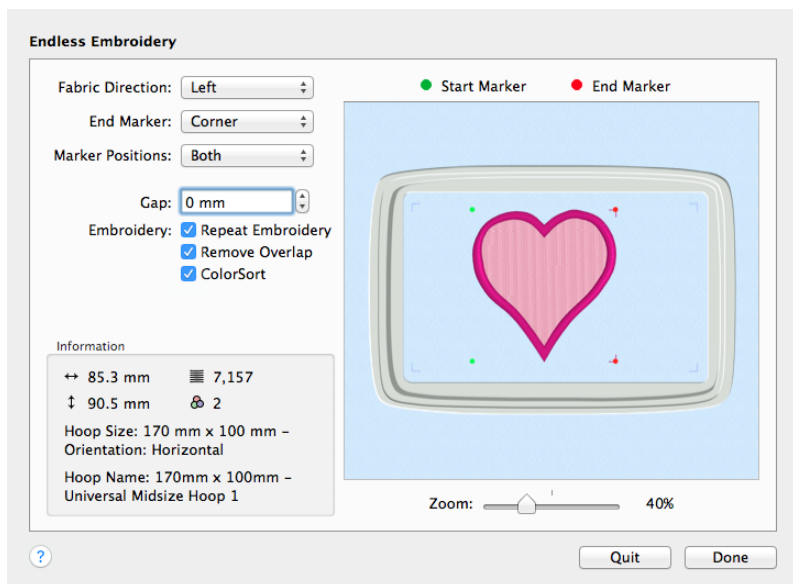 Endless Embroidery
Fabric Direction: Left
Start Marker
End Marker
End Marker: Corner
Marker Positions: Both
Gap: 0 mm
Embroidery: Repeat Embroidery
Remove Overlap
ColorSort
Information
↔ 85.3 mm 7,157
↕ 90.5 mm 2
Hoop Size: 170 mm x 100 mm –
Orientation: Horizontal
Hoop Name: 170mm x 100mm –
Universal Midsize Hoop 1
Zoom: 40%
? Quit Done